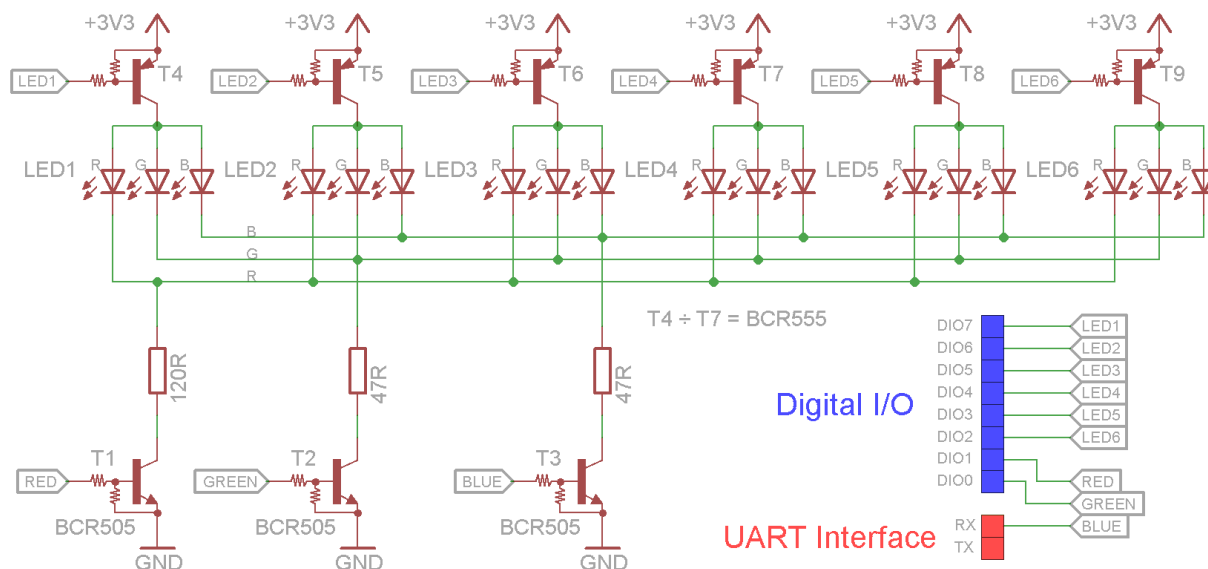 +3V3 +3V3 +3V3 +3V3 +3V3 +3V3
LED1 T4 LED2 T5 LED3 T6 LED4 T7 LED5 T8 LED6 T9
LED1 R G B LED2 R G B LED3 R G B LED4 R G B LED5 R G B LED6 R G B
B
G
R
T4 ÷ T7 = BCR555
120R 47R 47R
RED T1 BCR505 GND
GREEN T2 BCR505 GND
BLUE T3 BCR505 GND
Digital I/O
DIO7 LED1
DIO6 LED2
DIO5 LED3
DIO4 LED4
DIO3 LED5
DIO2 LED6
DIO1 RED
DIO0 GREEN
UART Interface
RX BLUE
TX